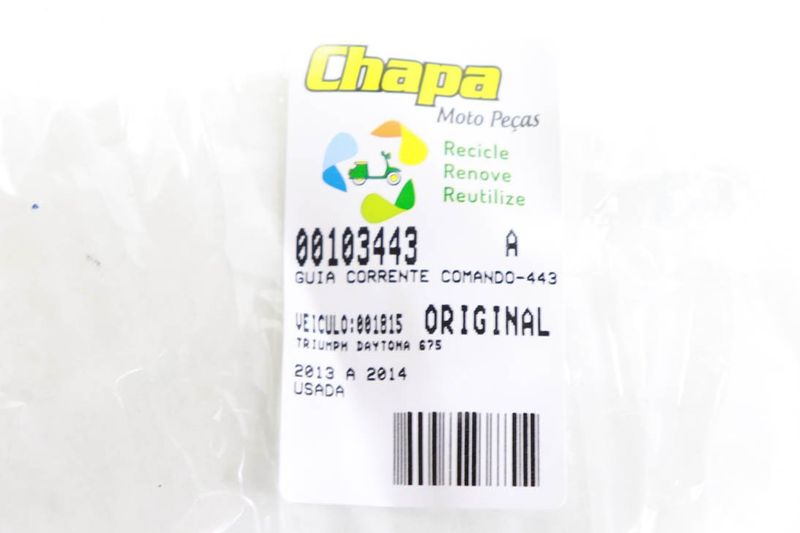 Chapa
Moto Peças
Recicle
Renove
Reutilize
00103443 A
GUIA CORRENTE COMANDO-443
VEICULO:001815 ORIGINAL
TRIUMPH DAYTONA 675
2013 A 2014
USADA